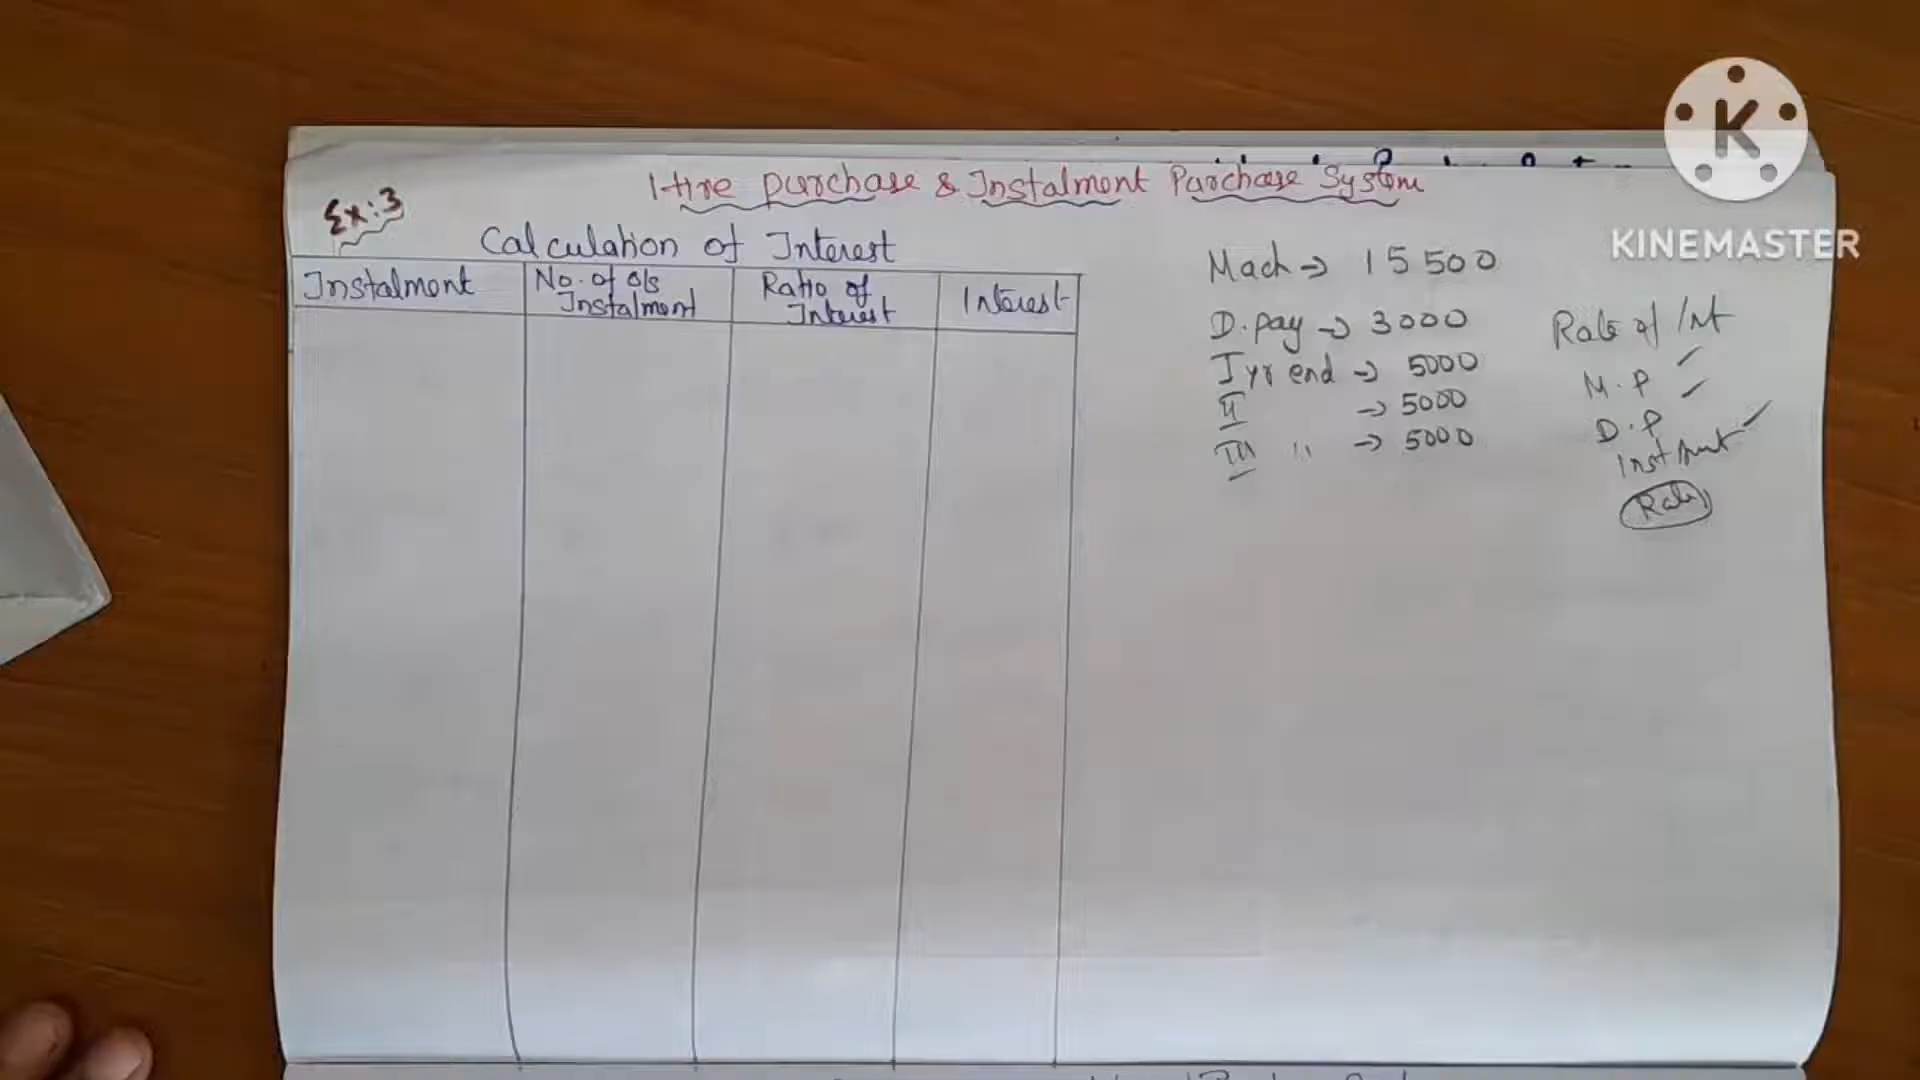 Hire purchase & Instalment Purchase System
Ex:3
Calculation of Interest
Instalment
No. of O/s Instalment
Ratio of Interest
Interest
Mach → 15500
D. pay → 3000
I yr end → 5000
II → 5000
III " → 5000
Rate of Int
M.P
D.P
Inst Amt
Rate
K
KINEMASTER